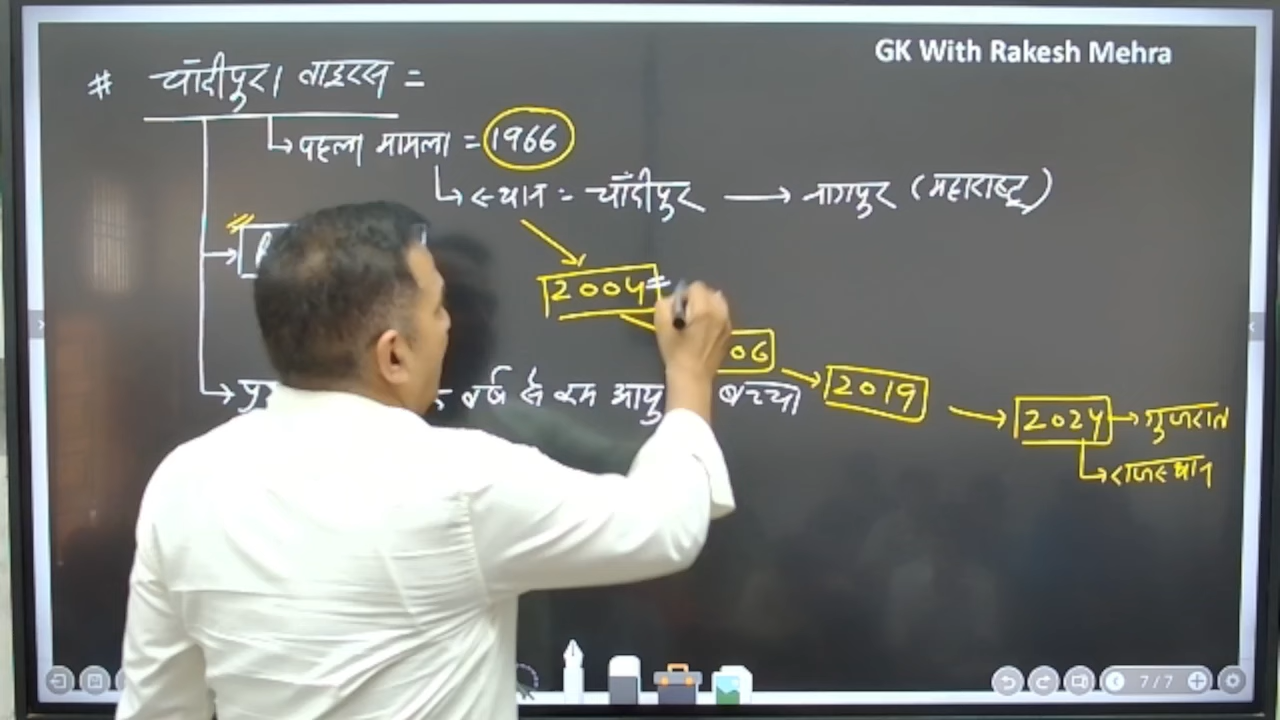 GK With Rakesh Mehra
# चाँदीपुरा वाइरस =
पहला मामला = 1966
स्थान = चाँदीपुर → नागपुर (महाराष्ट्र)
2004 =
06
वर्ष से कम आयु बच्चो
2019
2024 → गुजरात
राजस्थान
7/7